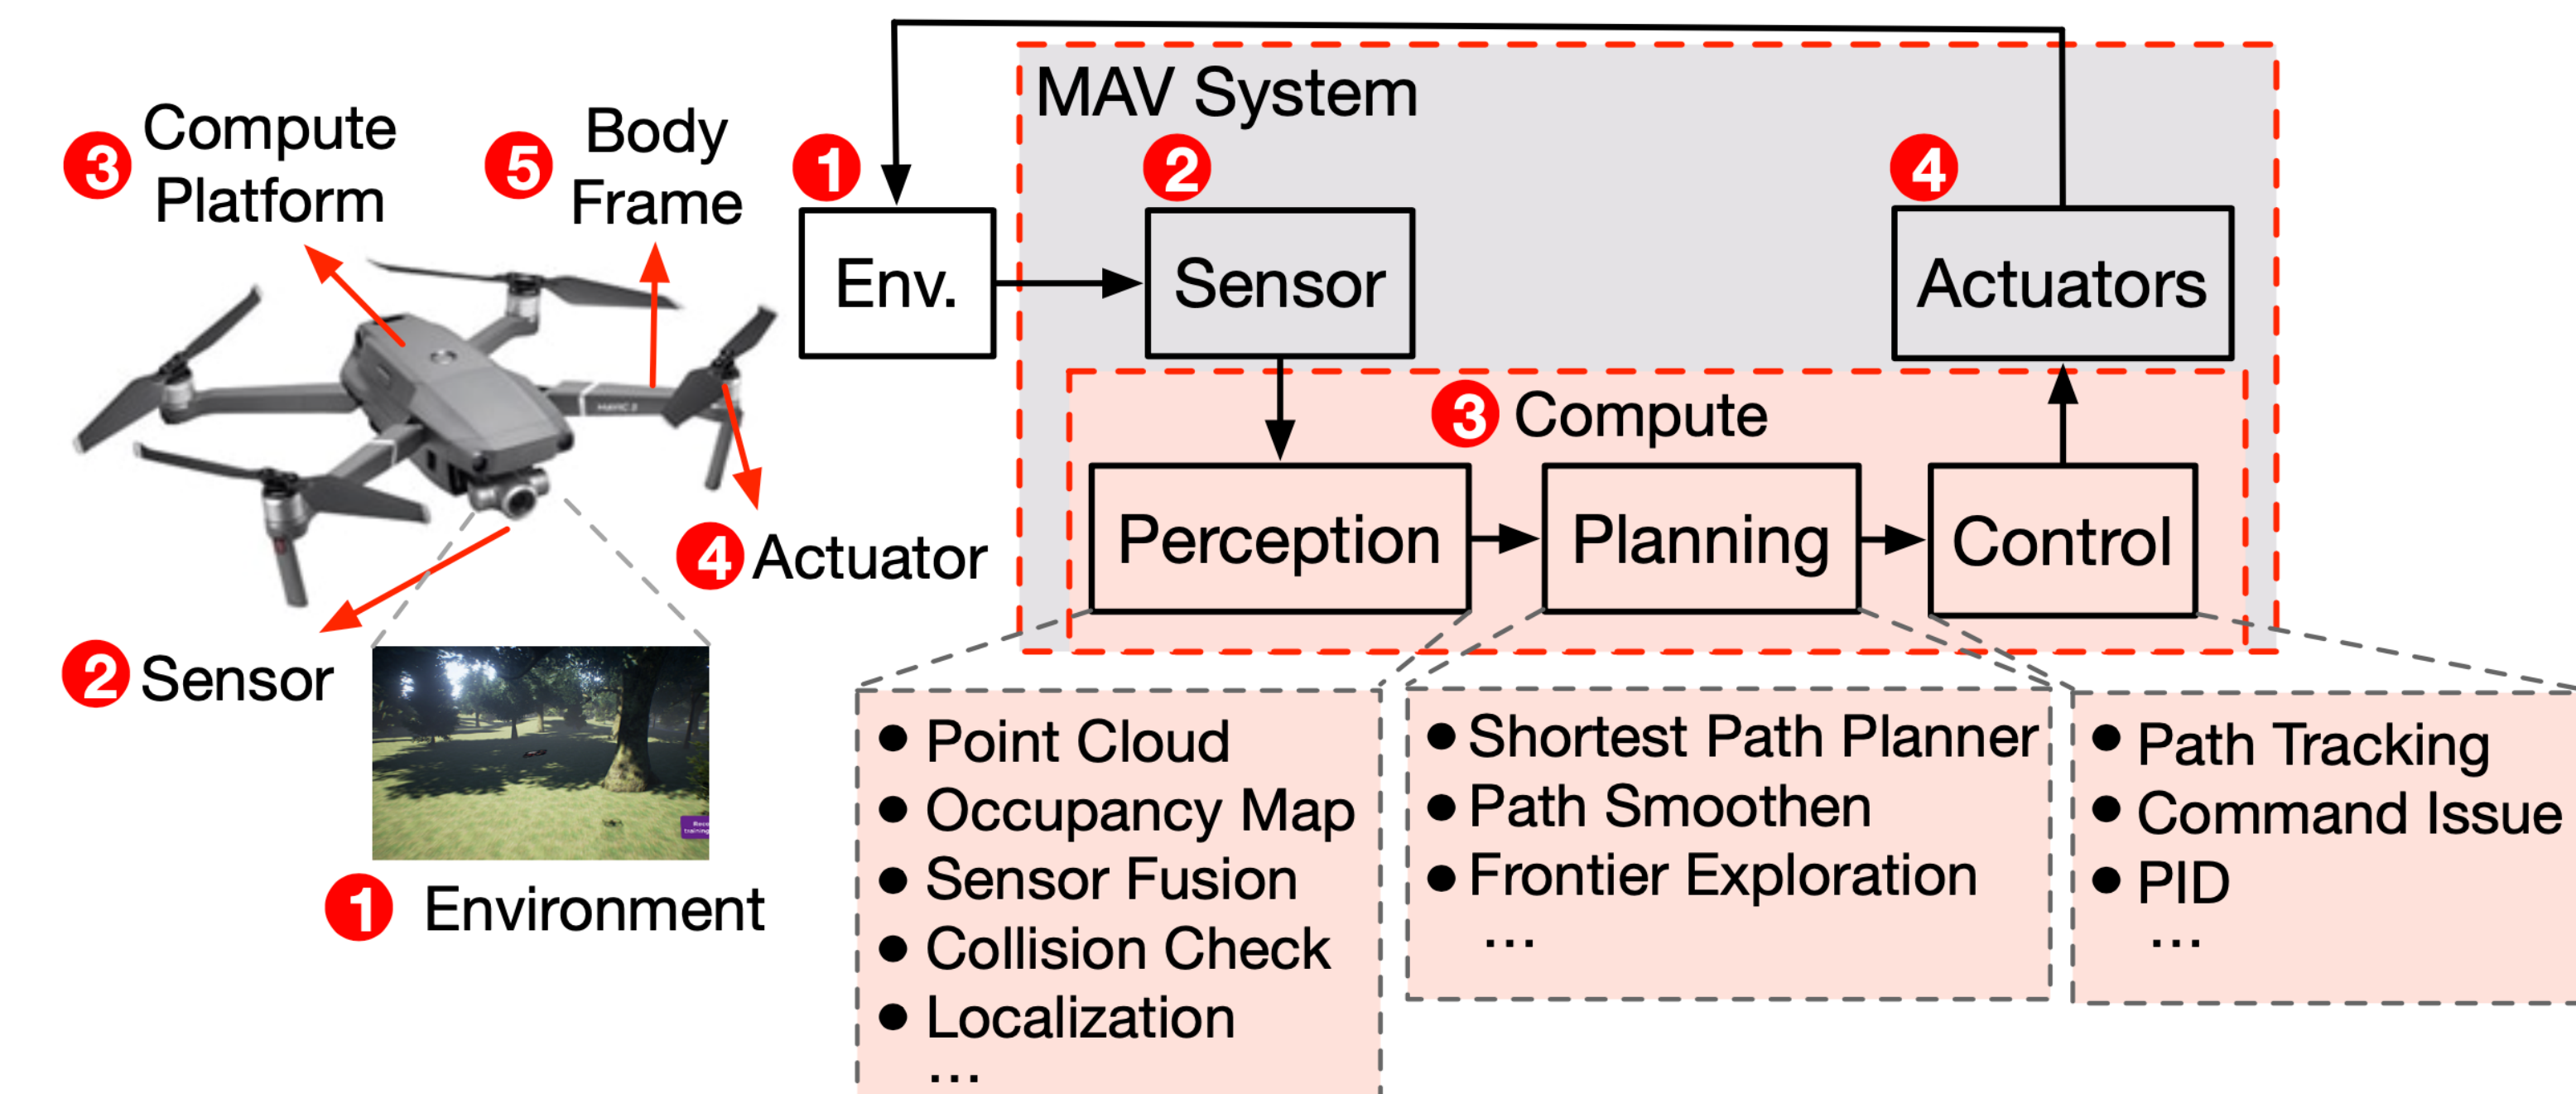 3 Compute
Platform
5 Body
Frame
4 Actuator
2 Sensor
1 Environment
MAV System
1
Env.
2
Sensor
4
Actuators
3 Compute
Perception
Planning
Control
● Point Cloud
● Occupancy Map
● Sensor Fusion
● Collision Check
● Localization
...
● Shortest Path Planner
● Path Smoothen
● Frontier Exploration
...
● Path Tracking
● Command Issue
● PID
...